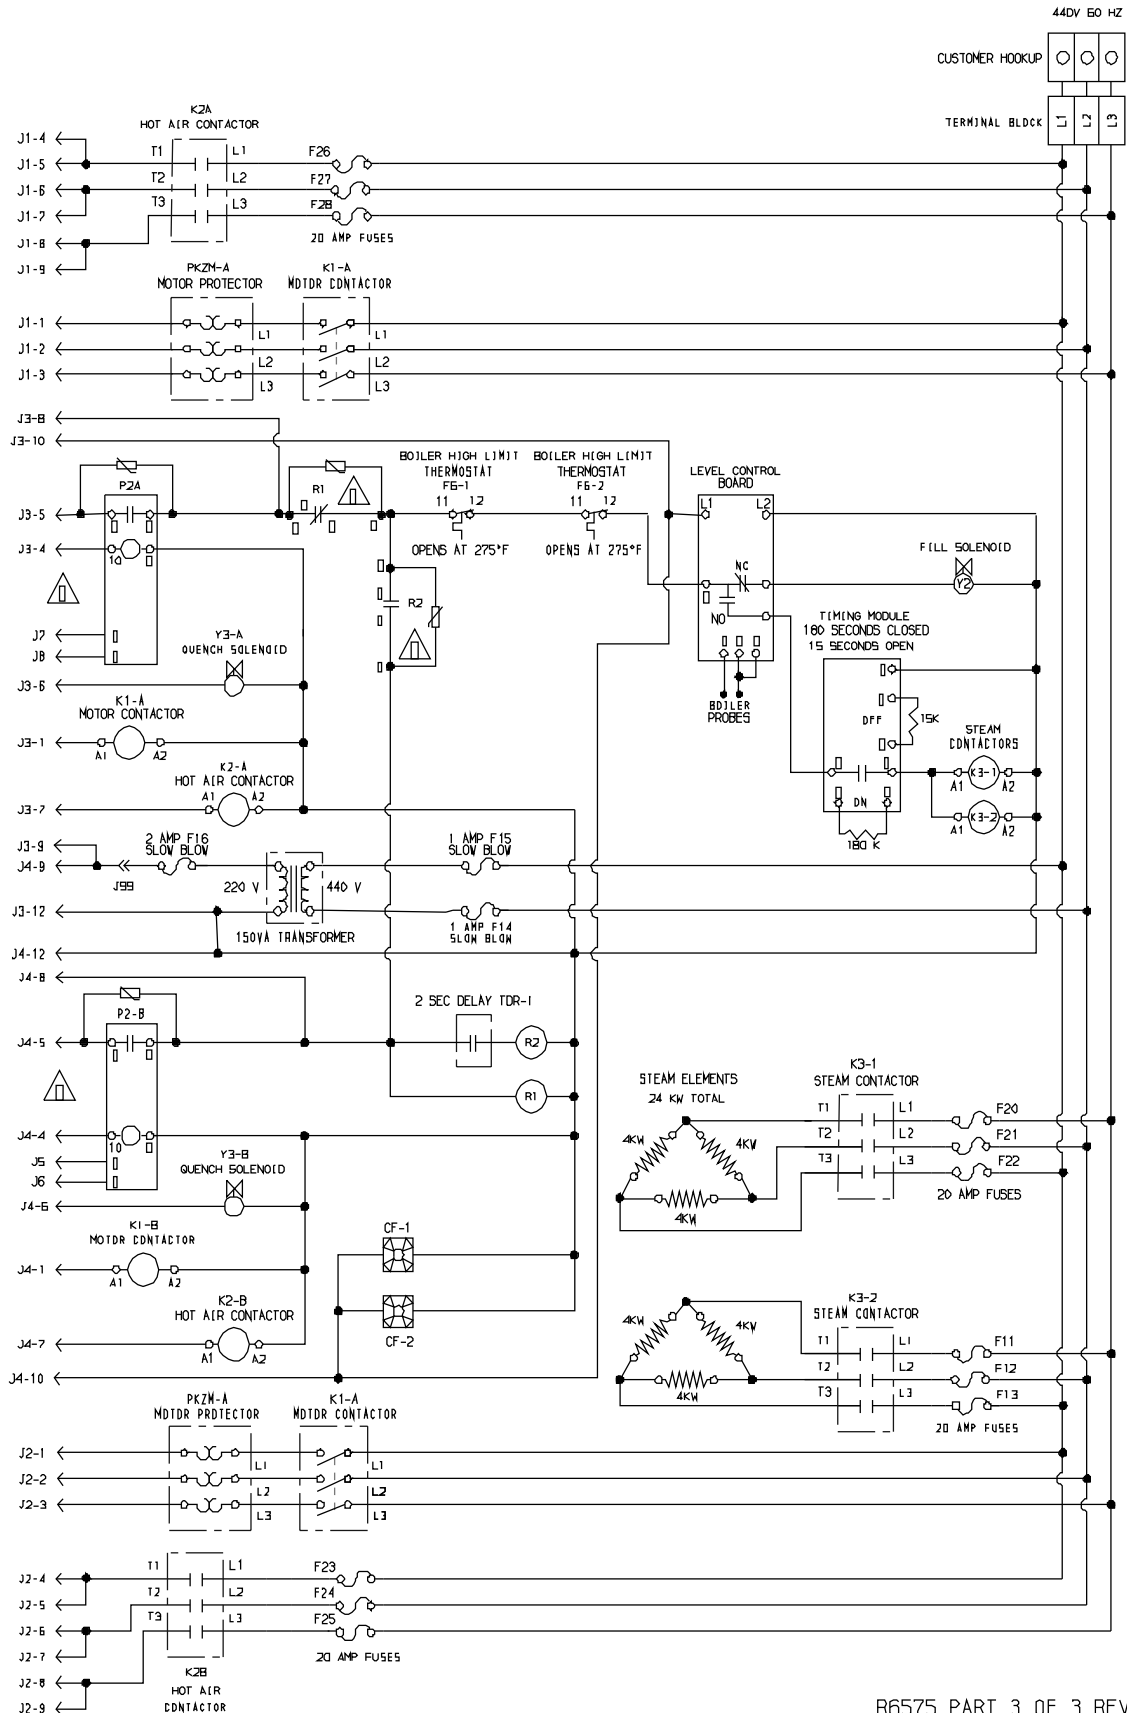 440V 60 HZ
CUSTOMER HOOKUP
TERMINAL BLOCK
L1 L2 L3
K2A
HOT AIR CONTACTOR
J1-4
J1-5 T1 L1 F26
J1-6 T2 L2 F27
J1-7 T3 L3 F28
20 AMP FUSES
J1-8
J1-9
PKZM-A K1-A
MOTOR PROTECTOR MOTOR CONTACTOR
J1-1 L1 L1
J1-2 L2 L2
J1-3 L3 L3
J3-8
J3-10
BOILER HIGH LIMIT BOILER HIGH LIMIT LEVEL CONTROL
THERMOSTAT THERMOSTAT BOARD
P2A R1 F6-1 F6-2
11 12 11 12 L1 L2
J3-5
OPENS AT 275°F OPENS AT 275°F
J3-4 10
FILL SOLENOID
NC Y2
R2 NO
TIMING MODULE
180 SECONDS CLOSED
15 SECONDS OPEN
J7
J8
Y3-A
QUENCH SOLENOID
J3-6
BOILER
PROBES
OFF 15K
K1-A
MOTOR CONTACTOR
J3-1 A1 A2
STEAM
CONTACTORS
K3-1
A1 A2
ON
K3-2
A1 A2
180 K
K2-A
HOT AIR CONTACTOR
J3-7 A1 A2
J3-9
2 AMP F16 1 AMP F15
SLOW BLOW SLOW BLOW
J4-9 J99
220 V 440 V
J3-12
150VA TRANSFORMER
1 AMP F14
SLOW BLOW
J4-12
J4-8
P2-B
2 SEC DELAY TDR-1
J4-5 R2
R1
K3-1
STEAM CONTACTOR
STEAM ELEMENTS
24 KW TOTAL
T1 L1 F20
T2 L2 F21
T3 L3 F22
20 AMP FUSES
4KW 4KW
4KW
J4-4 10
J5
J6
Y3-B
QUENCH SOLENOID
J4-6
K1-B
MOTOR CONTACTOR
J4-1 A1 A2
CF-1
CF-2
K2-B
HOT AIR CONTACTOR
J4-7 A1 A2
J4-10
K3-2
STEAM CONTACTOR
4KW 4KW
4KW
T1 L1 F11
T2 L2 F12
T3 L3 F13
20 AMP FUSES
PKZM-A K1-A
MOTOR PROTECTOR MOTOR CONTACTOR
J2-1 L1 L1
J2-2 L2 L2
J2-3 L3 L3
J2-4 T1 L1 F23
J2-5 T2 L2 F24
J2-6 T3 L3 F25
20 AMP FUSES
J2-7
J2-8
J2-9
K2B
HOT AIR
CONTACTOR
R6575 PART 3 OF 3 REV